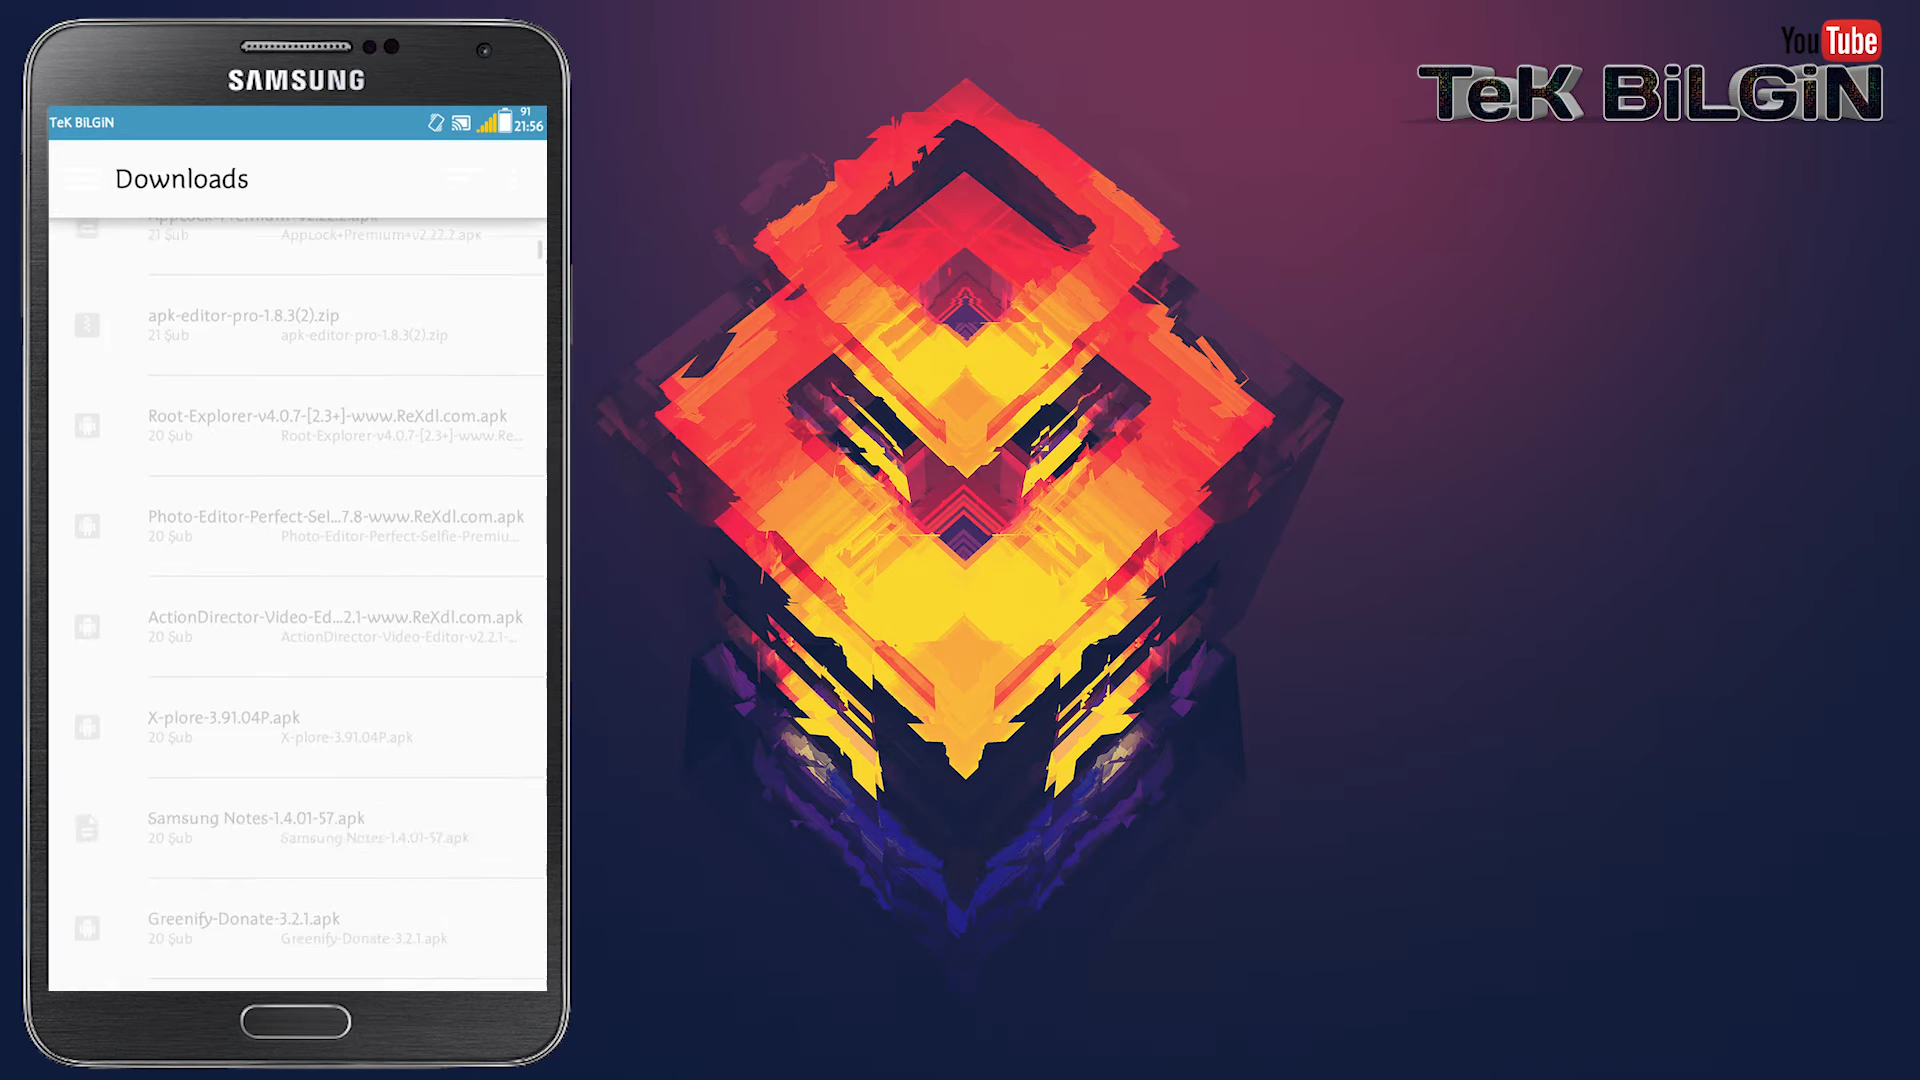 YouTube
TeK BiLGiN
SAMSUNG
TeK BiLGiN
91
21:56
Downloads
AppLock-Premium-v2.22.2.apk
21 Şub AppLock+Premium+v2.22.2.apk
apk-editor-pro-1.8.3(2).zip
21 Şub apk-editor-pro-1.8.3(2).zip
Root-Explorer-v4.0.7-[2.3+]-www.ReXdl.com.apk
20 Şub Root-Explorer-v4.0.7-[2.3+]-www.Re...
Photo-Editor-Perfect-Sel...7.8-www.ReXdl.com.apk
20 Şub Photo-Editor-Perfect-Selfie-Premiu...
ActionDirector-Video-Ed...2.1-www.ReXdl.com.apk
20 Şub ActionDirector-Video-Editor-v2.2.1-...
X-plore-3.91.04P.apk
20 Şub X-plore-3.91.04P.apk
Samsung Notes-1.4.01-57.apk
20 Şub Samsung Notes-1.4.01-57.apk
Greenify-Donate-3.2.1.apk
20 Şub Greenify-Donate-3.2.1.apk